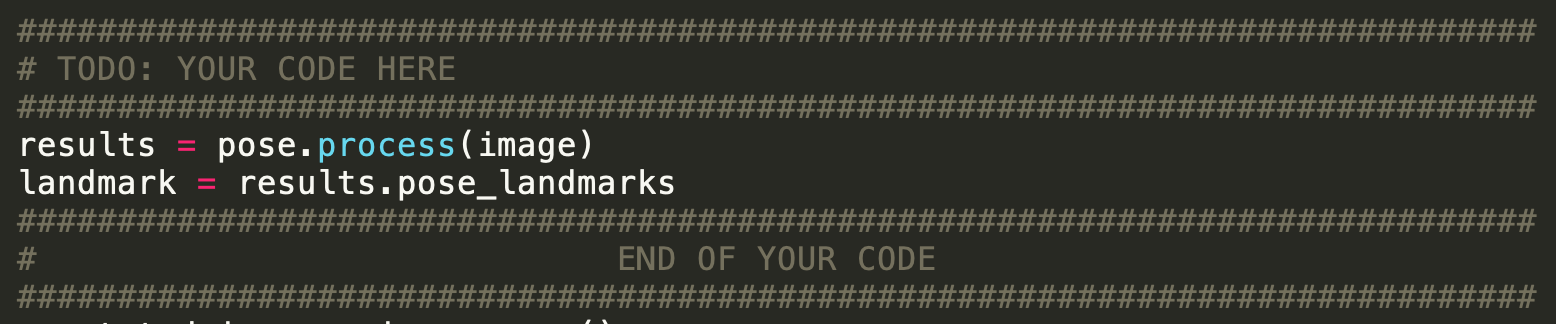 ############################################################################
# TODO: YOUR CODE HERE
############################################################################
results = pose.process(image)
landmark = results.pose_landmarks
############################################################################
#                             END OF YOUR CODE
############################################################################